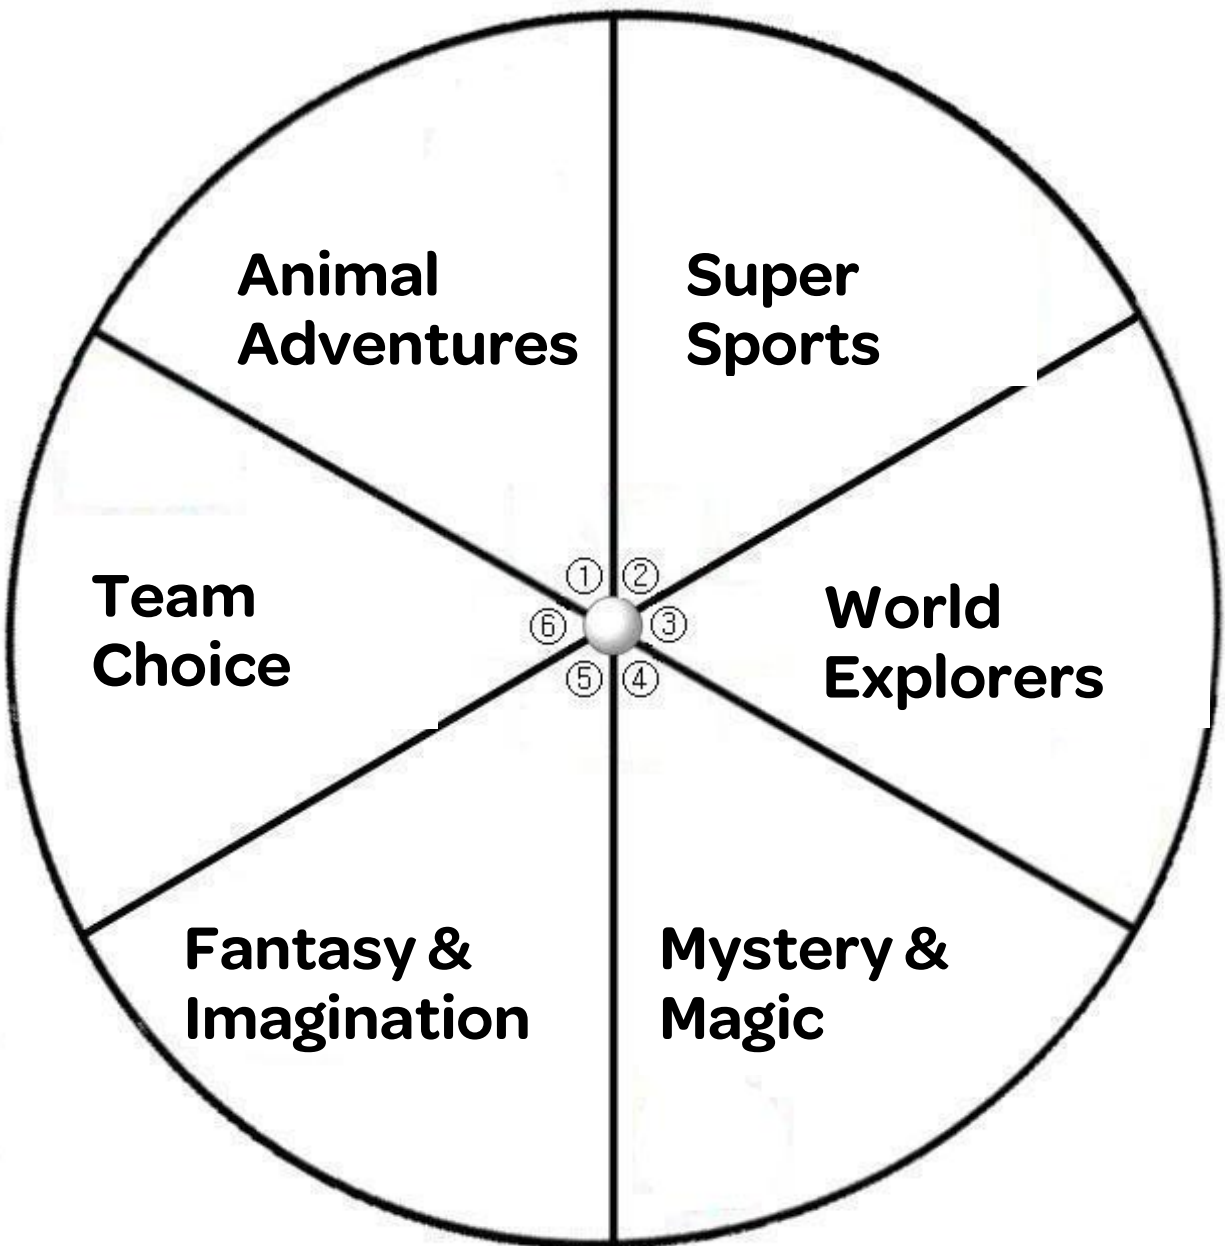 Animal
Adventures
Super
Sports
① ②
⑥ ③
⑤ ④
Team
Choice
World
Explorers
Fantasy &
Imagination
Mystery &
Magic